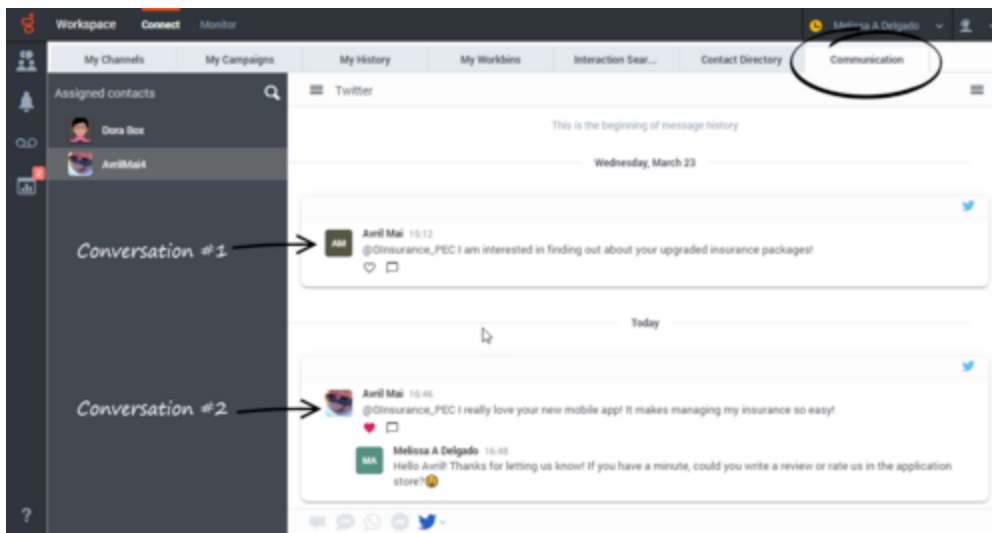 Workspace Connect Monitor Melissa A Delgado
My Channels My Campaigns My History My Workbins Interaction Sear... Contact Directory Communication
Assigned contacts
Twitter
Dora Box
This is the beginning of message history
AvrilMai4
Wednesday, March 23
2
Conversation #1
AM
Avril Mai 15:12
@GInsurance_PEC I am interested in finding out about your upgraded insurance packages!
Today
Conversation #2
Avril Mai 16:46
@GInsurance_PEC I really love your new mobile app! It makes managing my insurance so easy!
MA
Melissa A Delgado 16:48
Hello Avril! Thanks for letting us know! If you have a minute, could you write a review or rate us in the application
store?😩
?